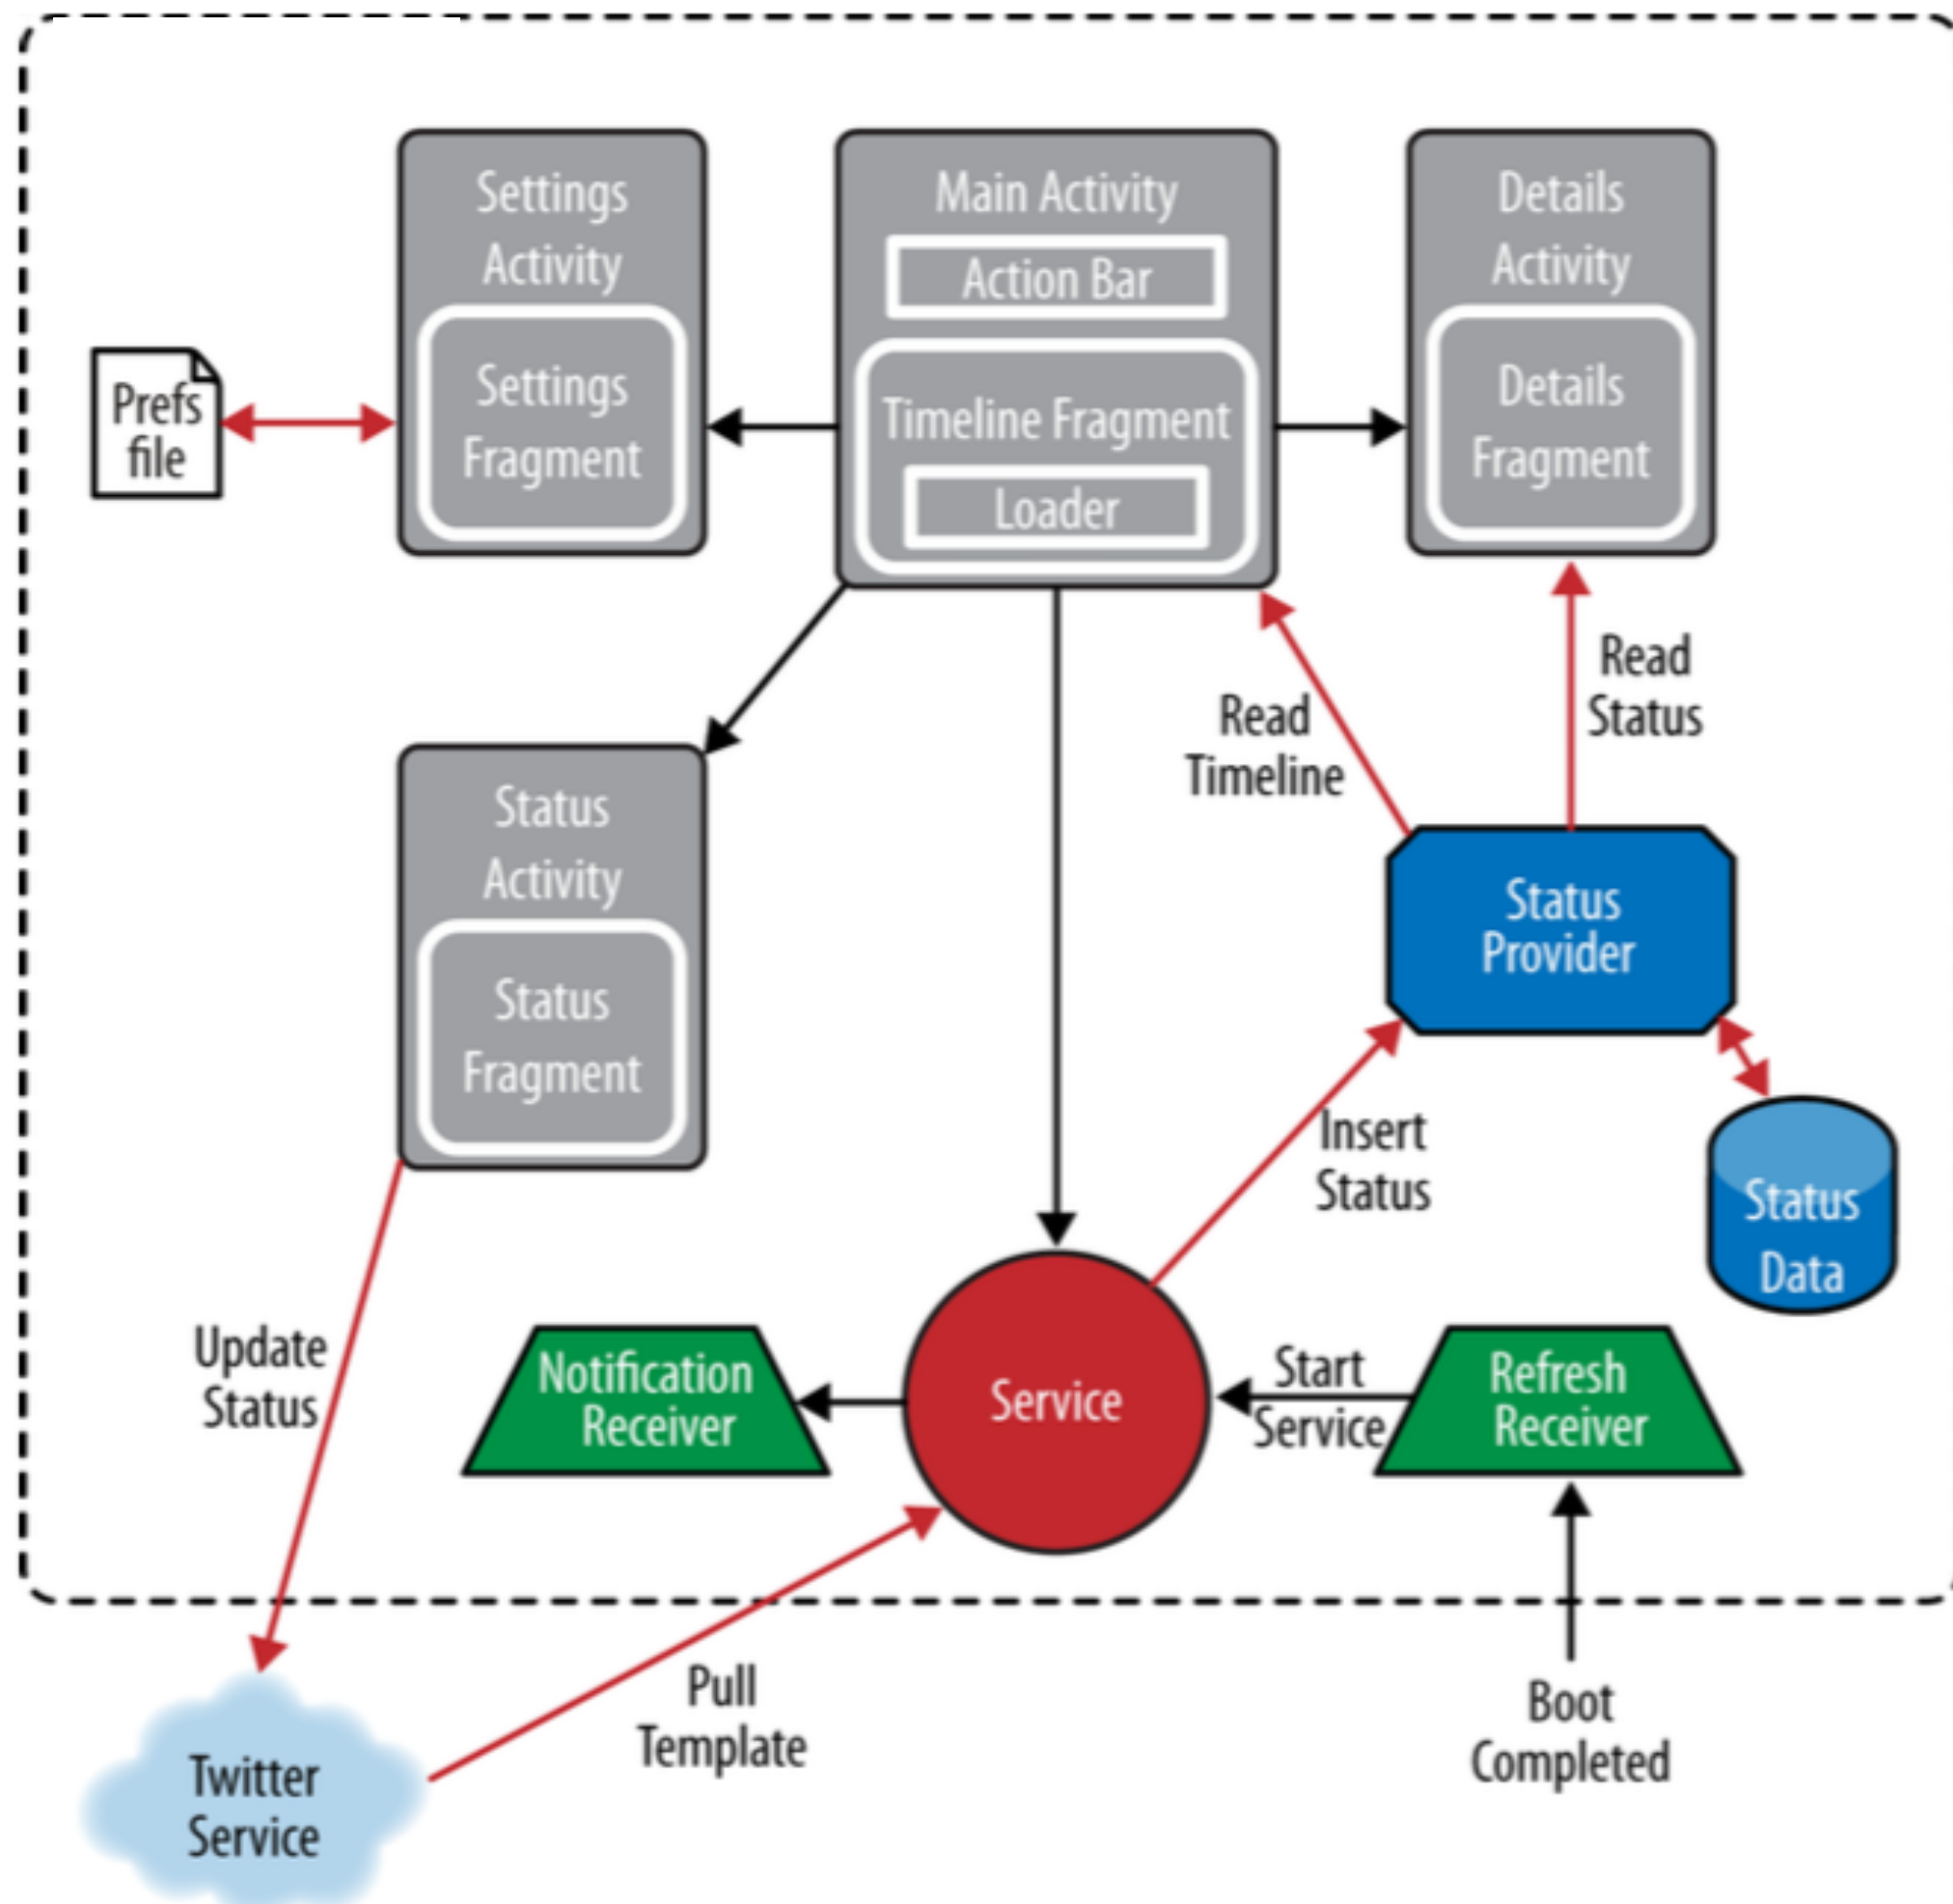 Settings
Activity
Settings
Fragment
Main Activity
Action Bar
Timeline Fragment
Loader
Details
Activity
Details
Fragment
Prefs
file
Read
Status
Read
Timeline
Status
Activity
Status
Fragment
Status
Provider
Insert
Status
Status
Data
Update
Status
Notification
Receiver
Service
Start
Service
Refresh
Receiver
Pull
Template
Boot
Completed
Twitter
Service